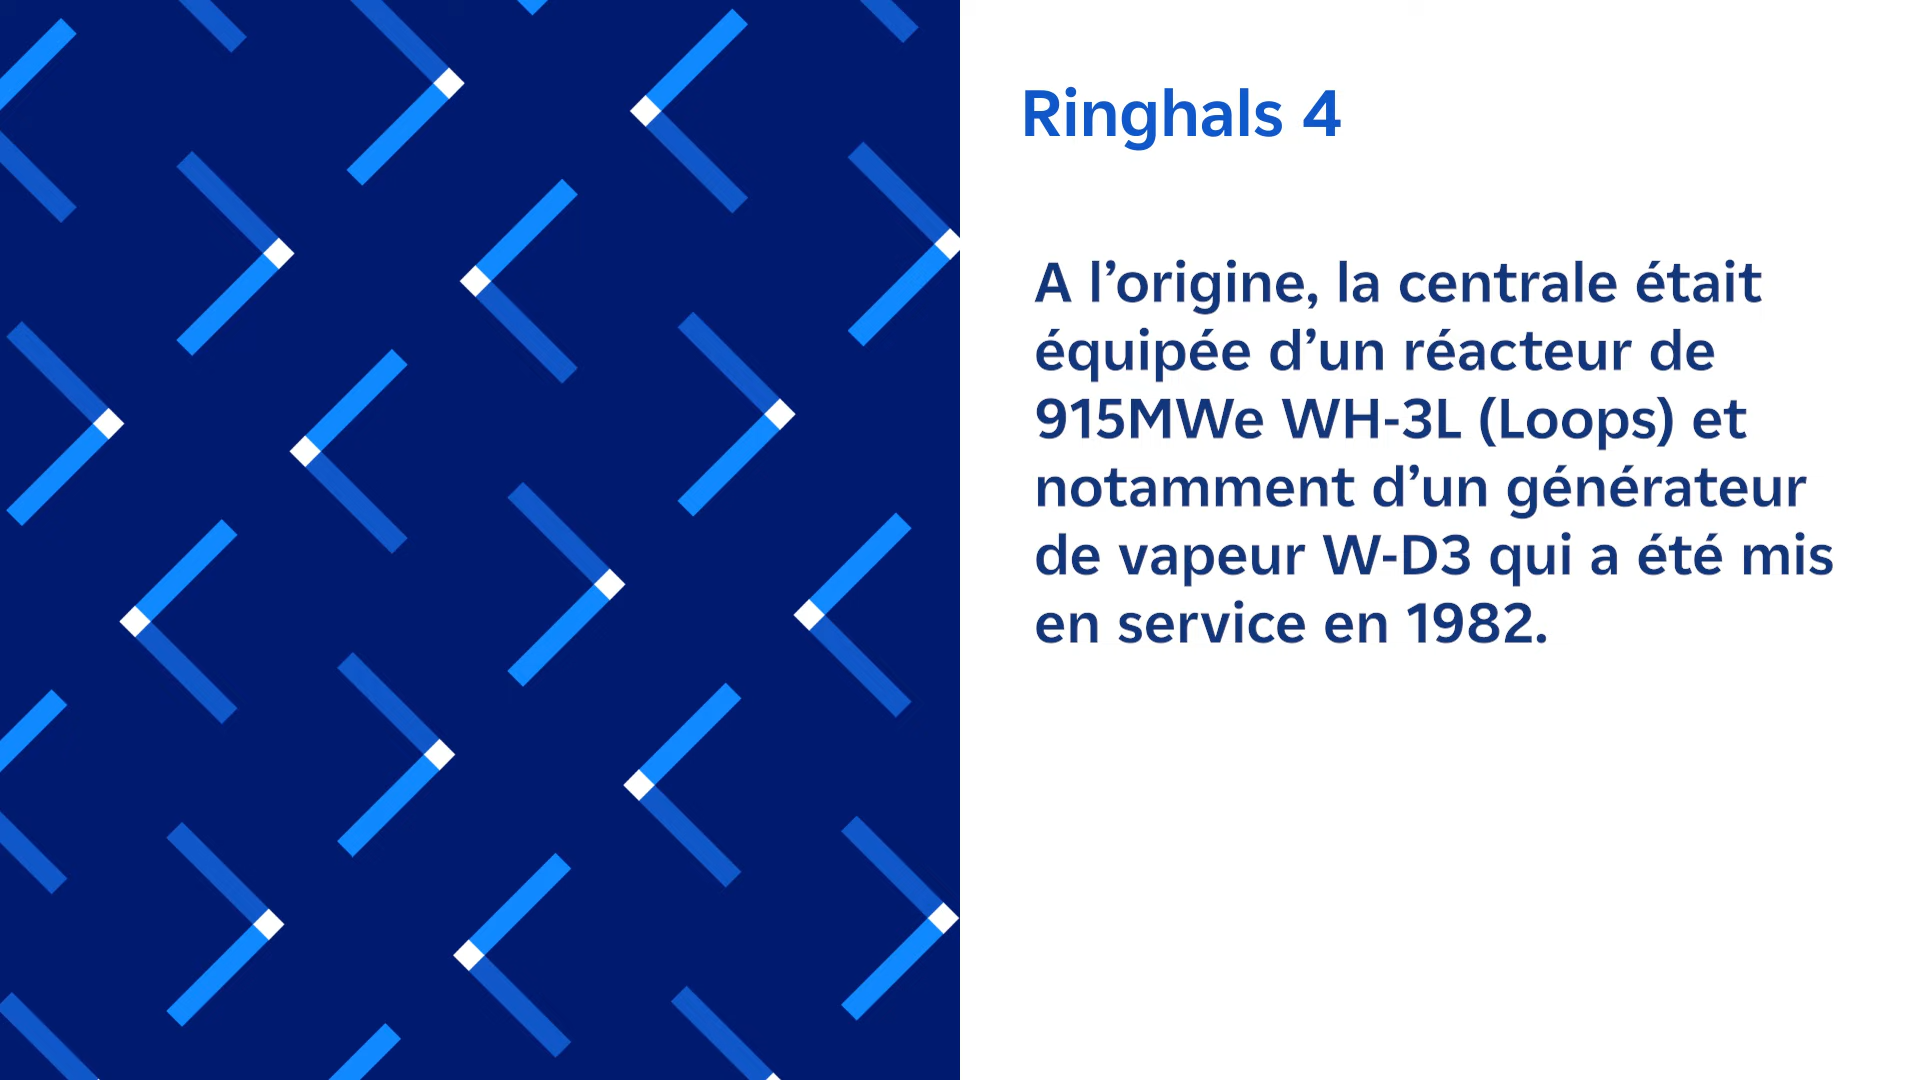 Ringhals 4
A l’origine, la centrale était
équipée d’un réacteur de
915MWe WH-3L (Loops) et
notamment d’un générateur
de vapeur W-D3 qui a été mis
en service en 1982.